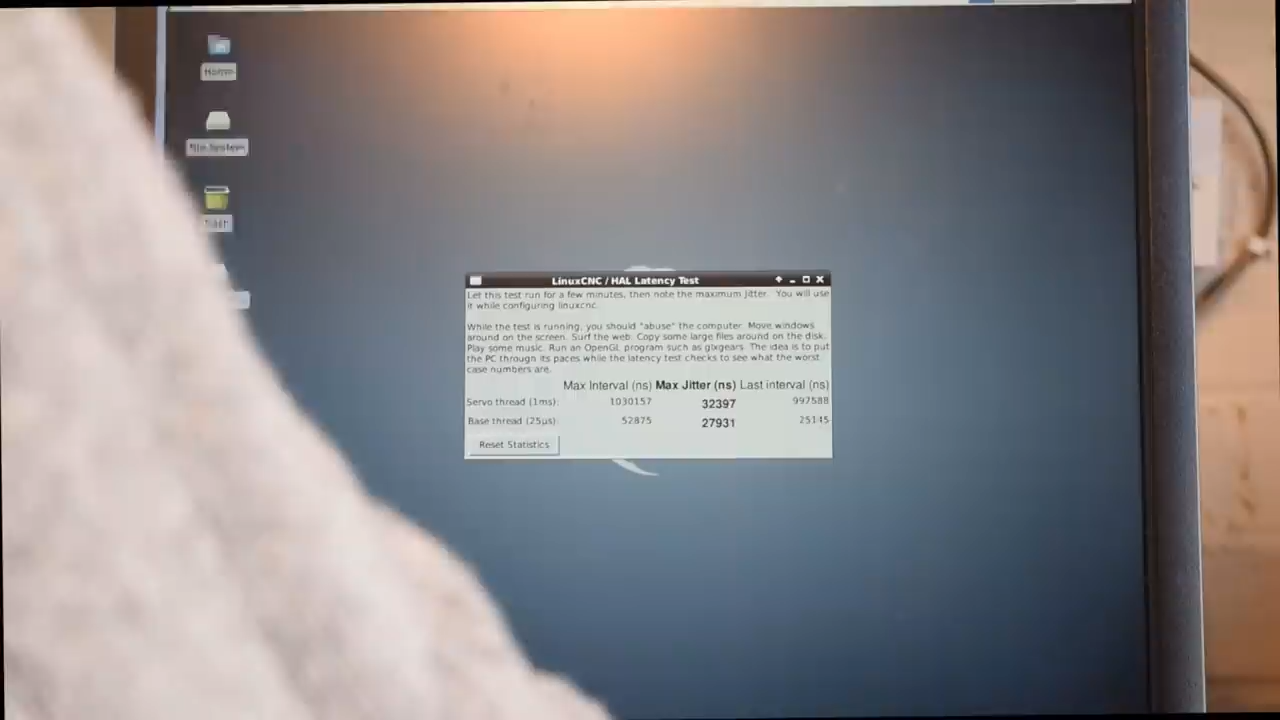 Home
File System
Trash
LinuxCNC / HAL Latency Test
Let this test run for a few minutes, then note the maximum Jitter. You will use
it while configuring linuxcnc.
While the test is running, you should "abuse" the computer. Move windows
around on the screen. Surf the web. Copy some large files around on the disk.
Play some music. Run an OpenGL program such as glxgears. The idea is to put
the PC through its paces while the latency test checks to see what the worst
case numbers are.
Max Interval (ns) Max Jitter (ns) Last interval (ns)
Servo thread (1ms): 1030157 32397 997588
Base thread (25µs): 52875 27931 25145
Reset Statistics